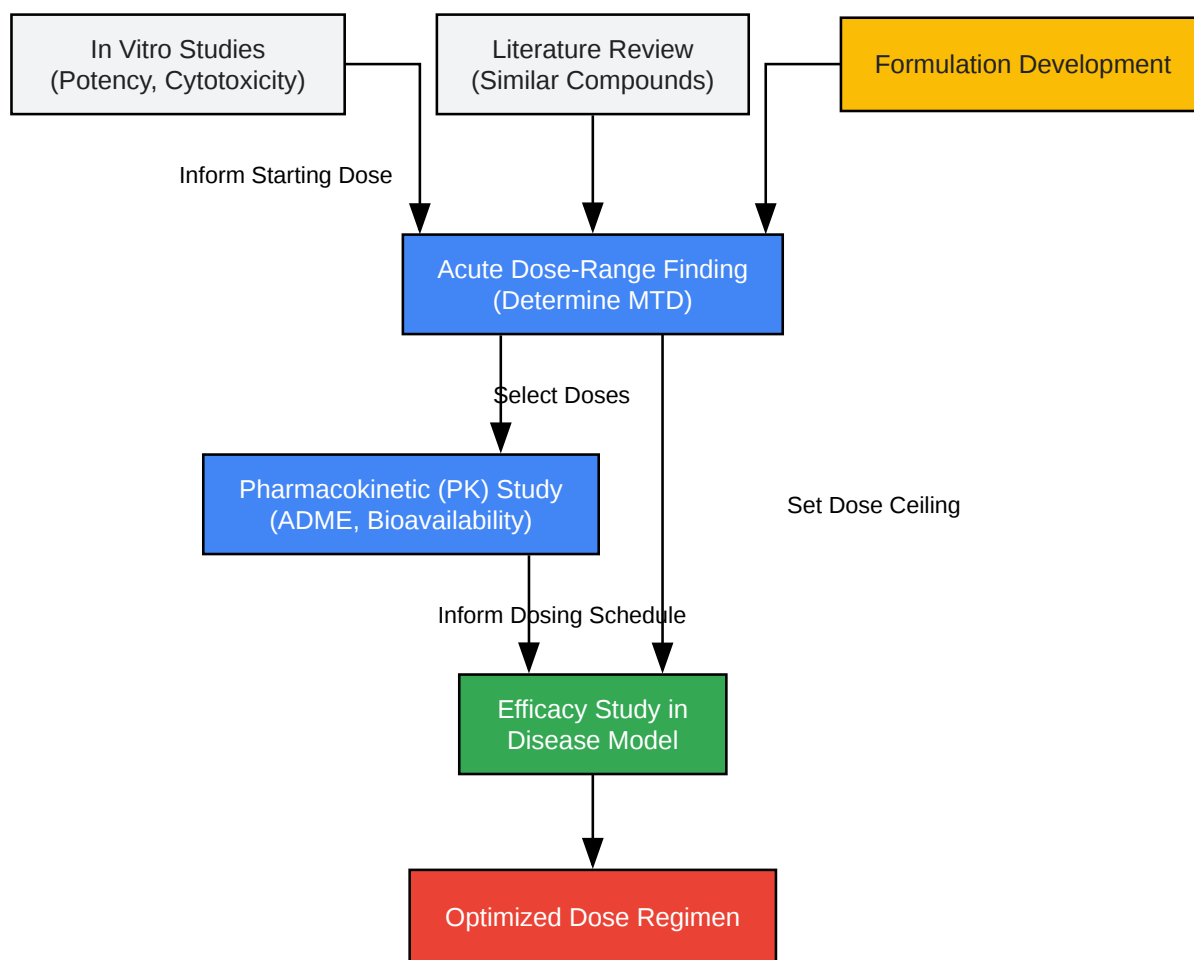 In Vitro Studies
(Potency, Cytotoxicity)
Literature Review
(Similar Compounds)
Formulation Development
Inform Starting Dose
Acute Dose-Range Finding
(Determine MTD)
Select Doses
Pharmacokinetic (PK) Study
(ADME, Bioavailability)
Set Dose Ceiling
Inform Dosing Schedule
Efficacy Study in
Disease Model
Optimized Dose Regimen